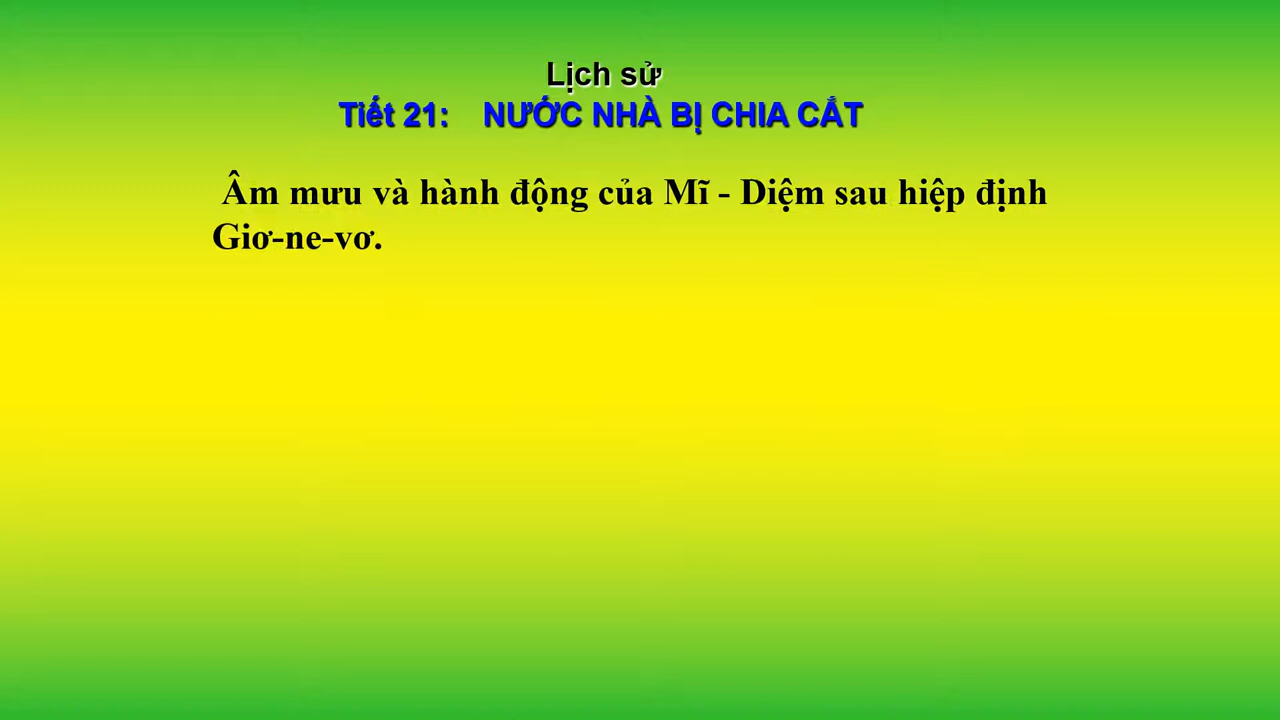 Lịch sử
Tiết 21: NƯỚC NHÀ BỊ CHIA CẮT
Âm mưu và hành động của Mĩ - Diệm sau hiệp định
Giơ-ne-vơ.